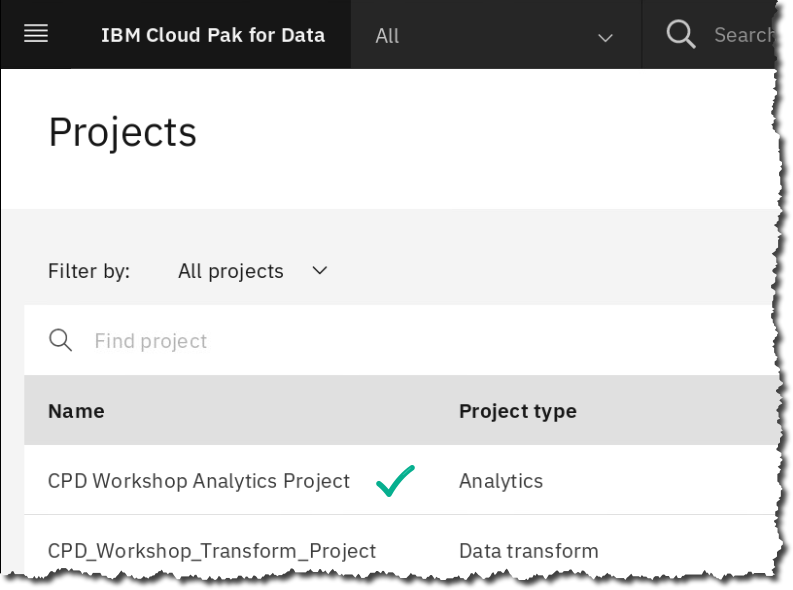 IBM Cloud Pak for Data All Search
Projects
Filter by: All projects
Find project
Name Project type
CPD Workshop Analytics Project Analytics
CPD_Workshop_Transform_Project Data transform